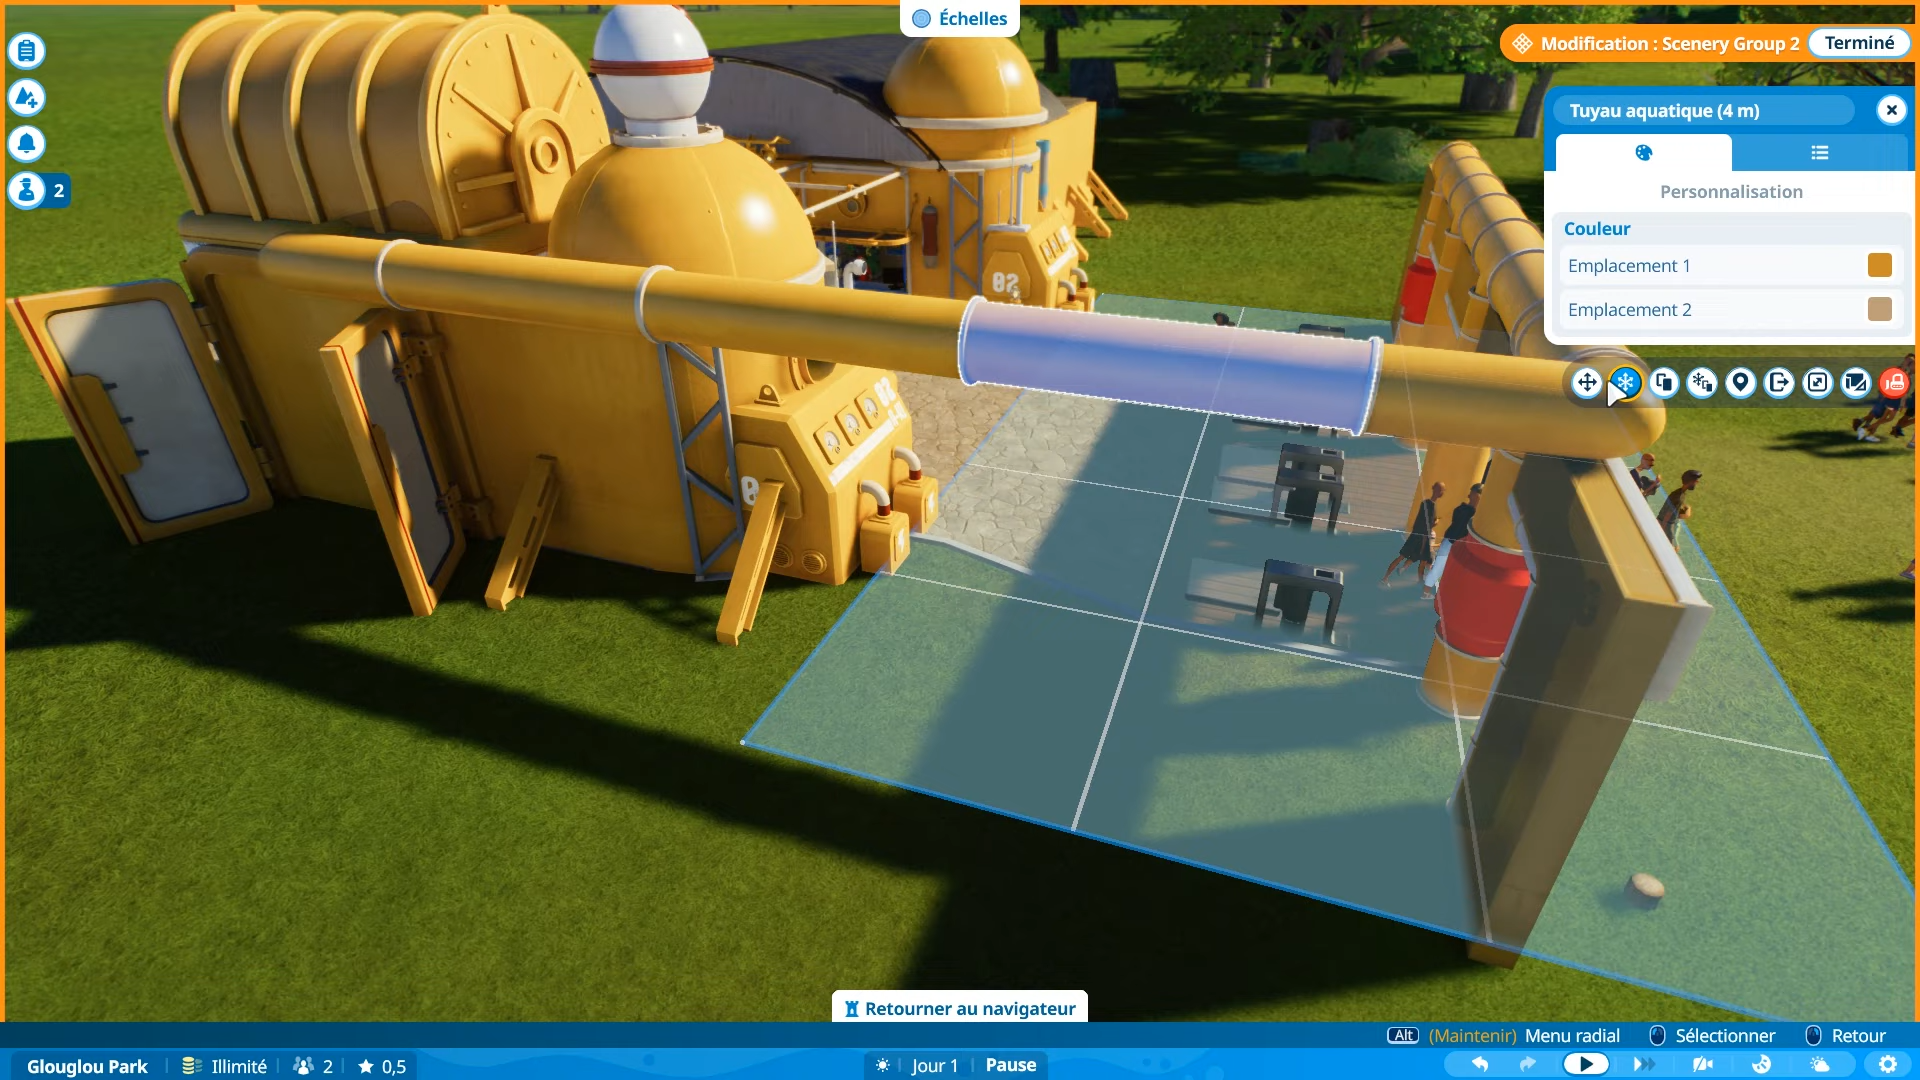 Échelles
Modification : Scenery Group 2
Terminé
Tuyau aquatique (4 m)
Personnalisation
Couleur
Emplacement 1
Emplacement 2
2
02
Retourner au navigateur
Alt (Maintenir) Menu radial
Sélectionner
Retour
Glouglou Park
Illimité
2
0,5
Jour 1
Pause